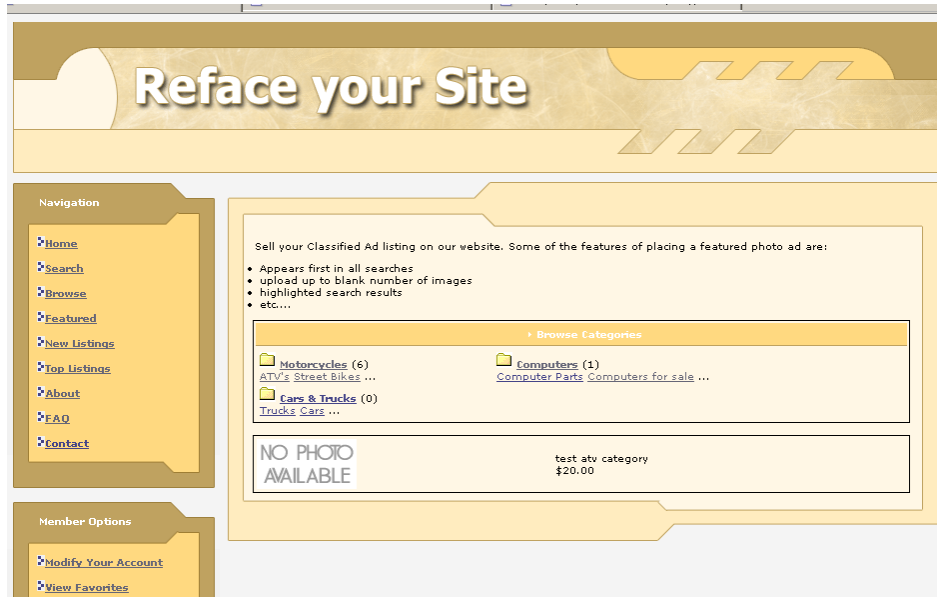 Reface your Site
Navigation
Home
Search
Browse
Featured
New Listings
Top Listings
About
FAQ
Contact
Member Options
Modify Your Account
View Favorites
Sell your Classified Ad listing on our website. Some of the features of placing a featured photo ad are:
• Appears first in all searches
• upload up to blank number of images
• highlighted search results
• etc....
Browse Categories
Motorcycles (6)
ATV's Street Bikes ...
Computers (1)
Computer Parts Computers for sale ...
Cars & Trucks (0)
Trucks Cars ...
NO PHOTO
AVAILABLE
test atv category
$20.00